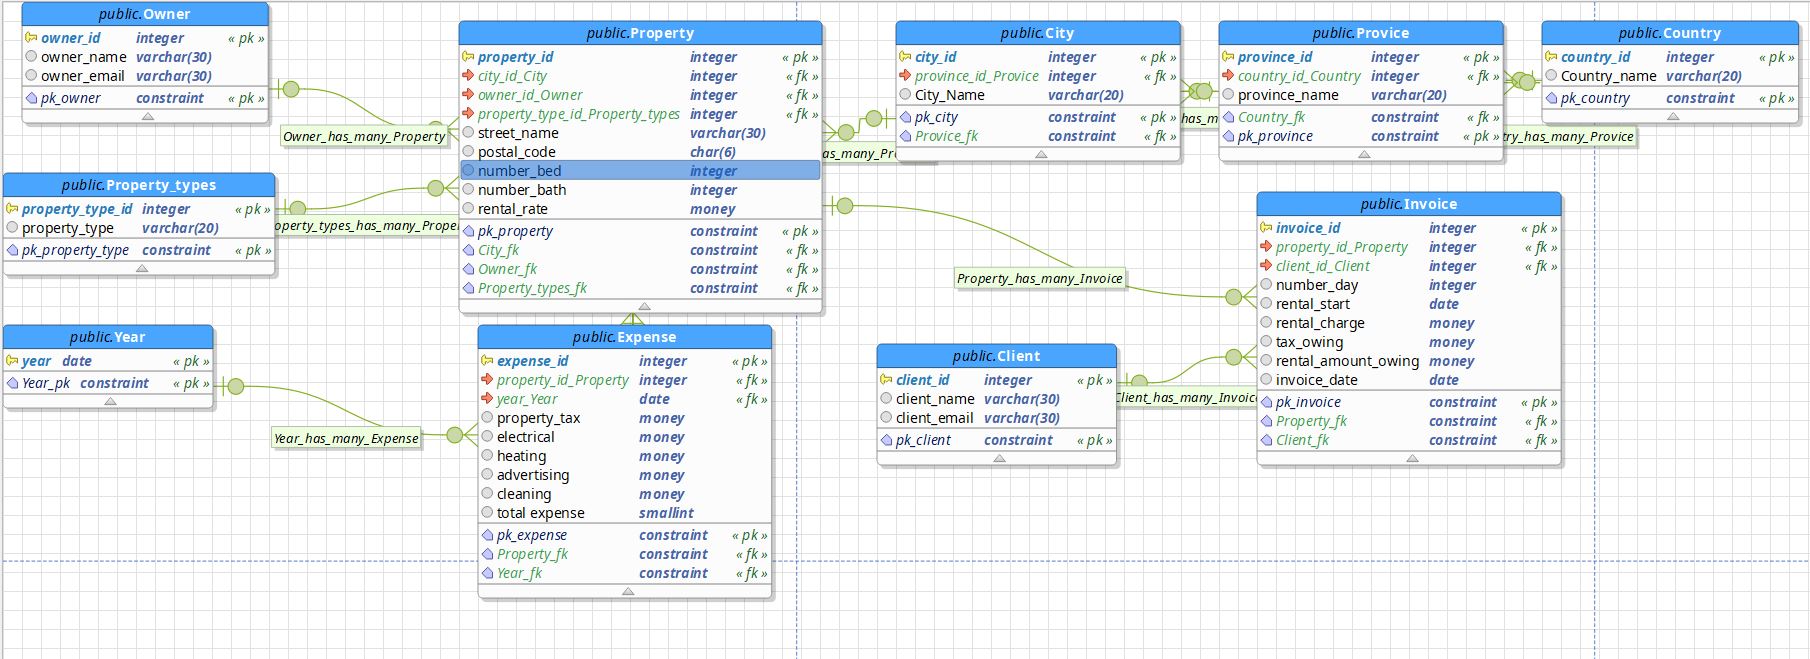 public.Owner
owner_id integer « pk »
owner_name varchar(30)
owner_email varchar(30)
pk_owner constraint « pk »
Owner_has_many_Property
public.Property
property_id integer « pk »
city_id_City integer « fk »
owner_id_Owner integer « fk »
property_type_id_Property_types integer « fk »
street_name varchar(30)
postal_code char(6)
number_bed integer
number_bath integer
rental_rate money
pk_property constraint « pk »
City_fk constraint « fk »
Owner_fk constraint « fk »
Property_types_fk constraint « fk »
as_many_Pro
public.City
city_id integer « pk »
province_id_Provice integer « fk »
City_Name varchar(20)
pk_city constraint « pk »
Provice_fk constraint « fk »
has_m
public.Provice
province_id integer « pk »
country_id_Country integer « fk »
province_name varchar(20)
Country_fk constraint « fk »
pk_province constraint « pk »
try_has_many_Provice
public.Country
country_id integer « pk »
Country_name varchar(20)
pk_country constraint « pk »
public.Property_types
property_type_id integer « pk »
property_type varchar(20)
pk_property_type constraint « pk »
operty_types_has_many_Proper
Property_has_many_Invoice
public.Invoice
invoice_id integer « pk »
property_id_Property integer « fk »
client_id_Client integer « fk »
number_day integer
rental_start date
rental_charge money
tax_owing money
rental_amount_owing money
invoice_date date
pk_invoice constraint « pk »
Property_fk constraint « fk »
Client_fk constraint « fk »
public.Year
year date « pk »
Year_pk constraint « pk »
Year_has_many_Expense
public.Expense
expense_id integer « pk »
property_id_Property integer « fk »
year_Year date « fk »
property_tax money
electrical money
heating money
advertising money
cleaning money
total expense smallint
pk_expense constraint « pk »
Property_fk constraint « fk »
Year_fk constraint « fk »
public.Client
client_id integer « pk »
client_name varchar(30)
client_email varchar(30)
pk_client constraint « pk »
Client_has_many_Invoice